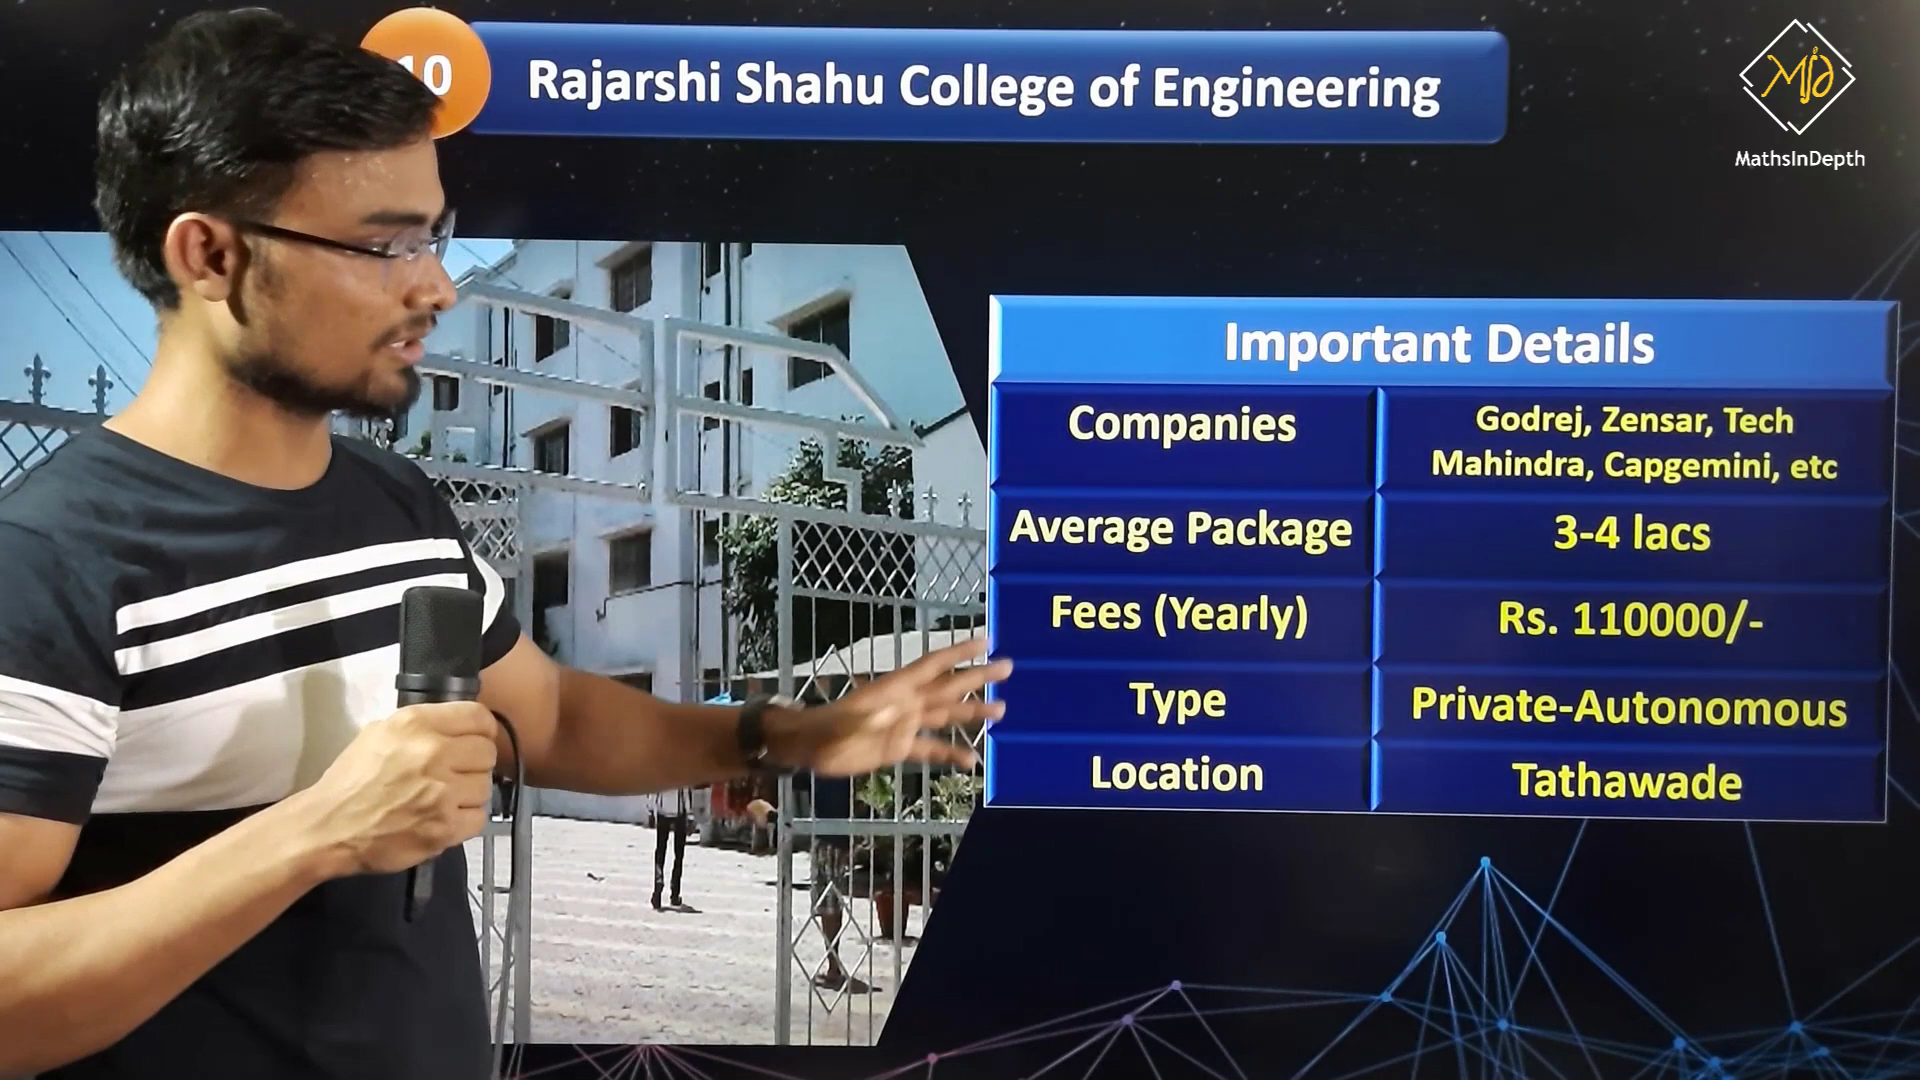 10
Rajarshi Shahu College of Engineering
MID
MathsInDepth
Important Details
Companies
Godrej, Zensar, Tech
Mahindra, Capgemini, etc
Average Package
3-4 lacs
Fees (Yearly)
Rs. 110000/-
Type
Private-Autonomous
Location
Tathawade